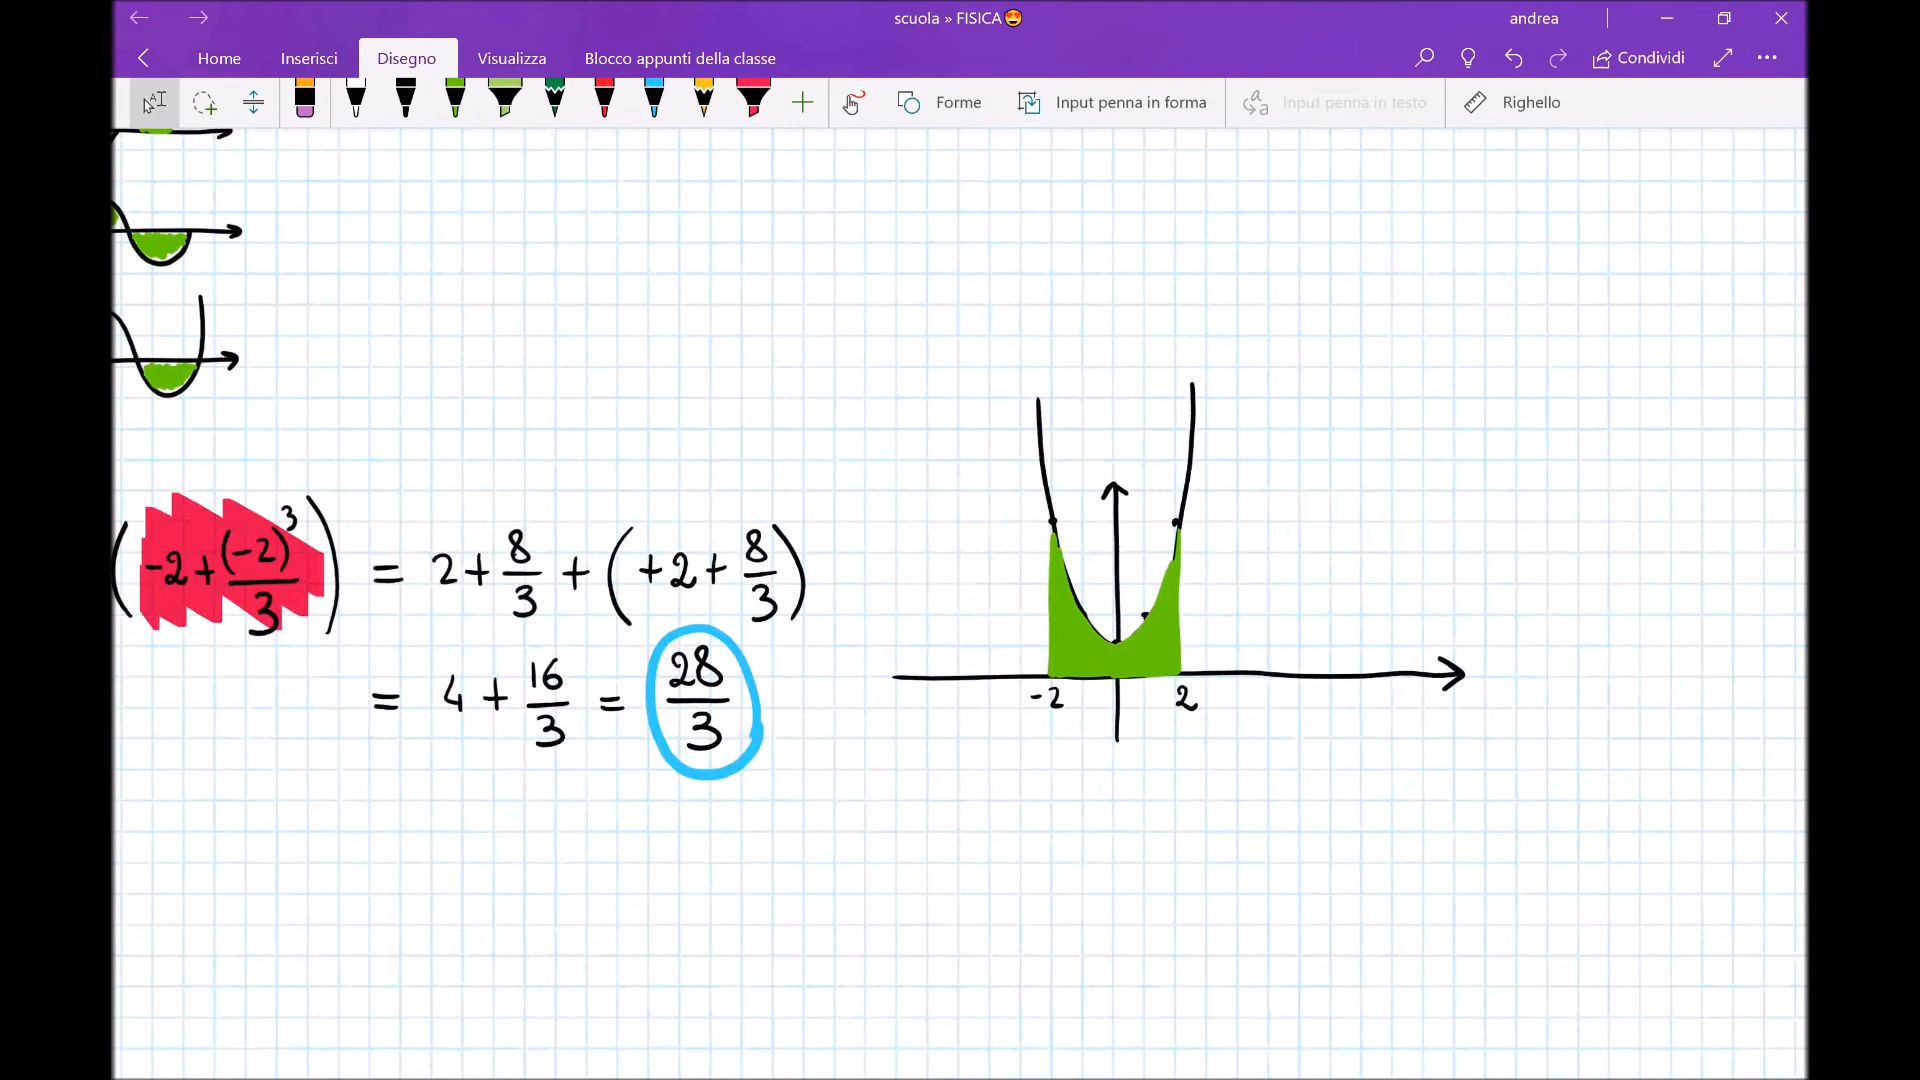 scuola » FISICA😍
andrea
Home Inserisci Disegno Visualizza Blocco appunti della classe
Condividi
Forme Input penna in forma Input penna in testo Righello
(-2+(-2)³/3) = 2+8/3+(+2+8/3)
= 4+16/3 = 28/3
-2 2